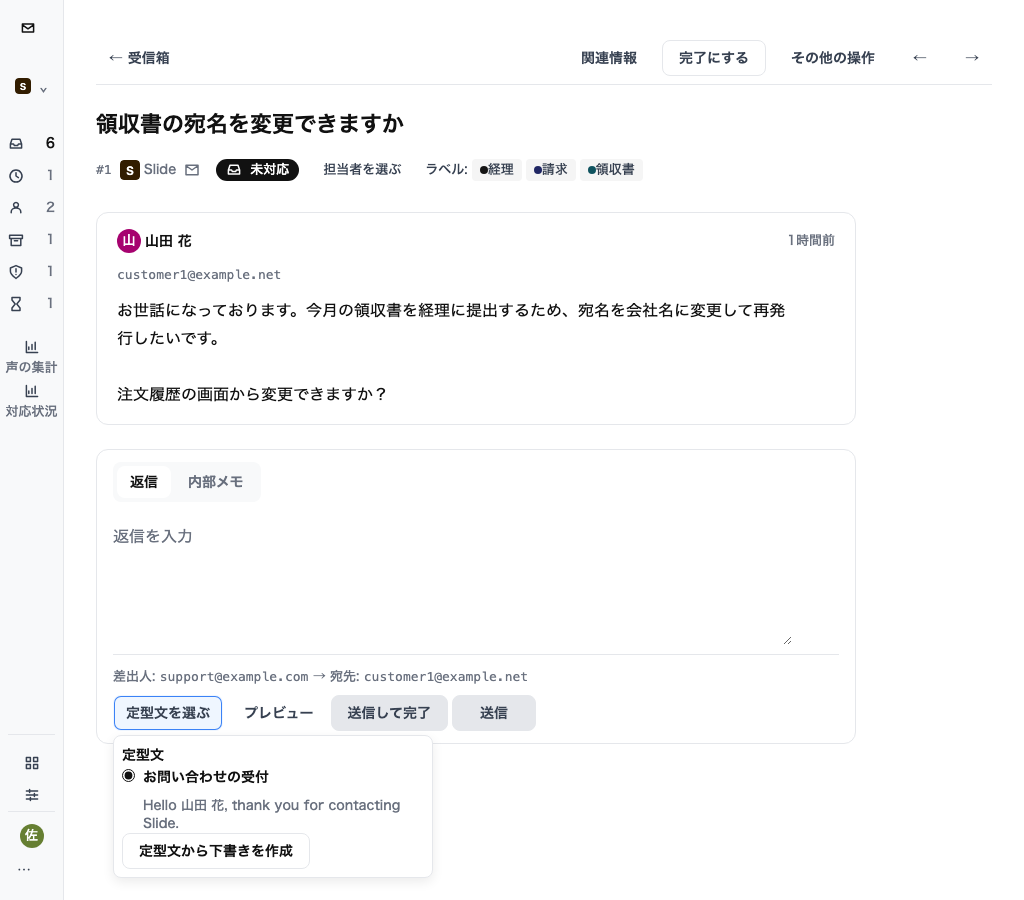 ← 受信箱
関連情報
完了にする
その他の操作
←
→
S
6
1
2
1
1
1
声の集計
対応状況
佐
…
領収書の宛名を変更できますか
#1 S Slide 未対応 担当者を選ぶ ラベル: 経理 請求 領収書
山 山田 花 1時間前
customer1@example.net
お世話になっております。今月の領収書を経理に提出するため、宛名を会社名に変更して再発
行したいです。
注文履歴の画面から変更できますか？
返信 内部メモ
返信を入力
差出人: support@example.com → 宛先: customer1@example.net
定型文を選ぶ プレビュー 送信して完了 送信
定型文
お問い合わせの受付
Hello 山田 花, thank you for contacting
Slide.
定型文から下書きを作成